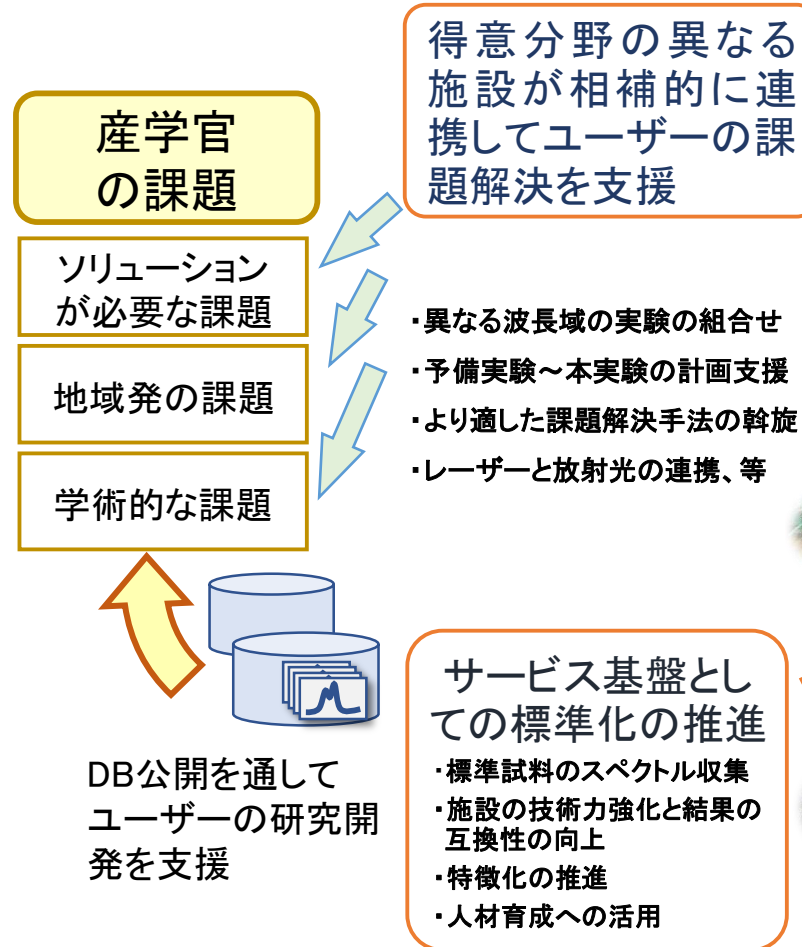 得意分野の異なる
施設が相補的に連
携してユーザーの課
題解決を支援
産学官
の課題
ソリューション
が必要な課題
地域発の課題
学術的な課題
・異なる波長域の実験の組合せ
・予備実験～本実験の計画支援
・より適した課題解決手法の斡旋
・レーザーと放射光の連携、等
DB公開を通して
ユーザーの研究開
発を支援
サービス基盤とし
ての標準化の推進
・標準試料のスペクトル収集
・施設の技術力強化と結果の
互換性の向上
・特徴化の推進
・人材育成への活用